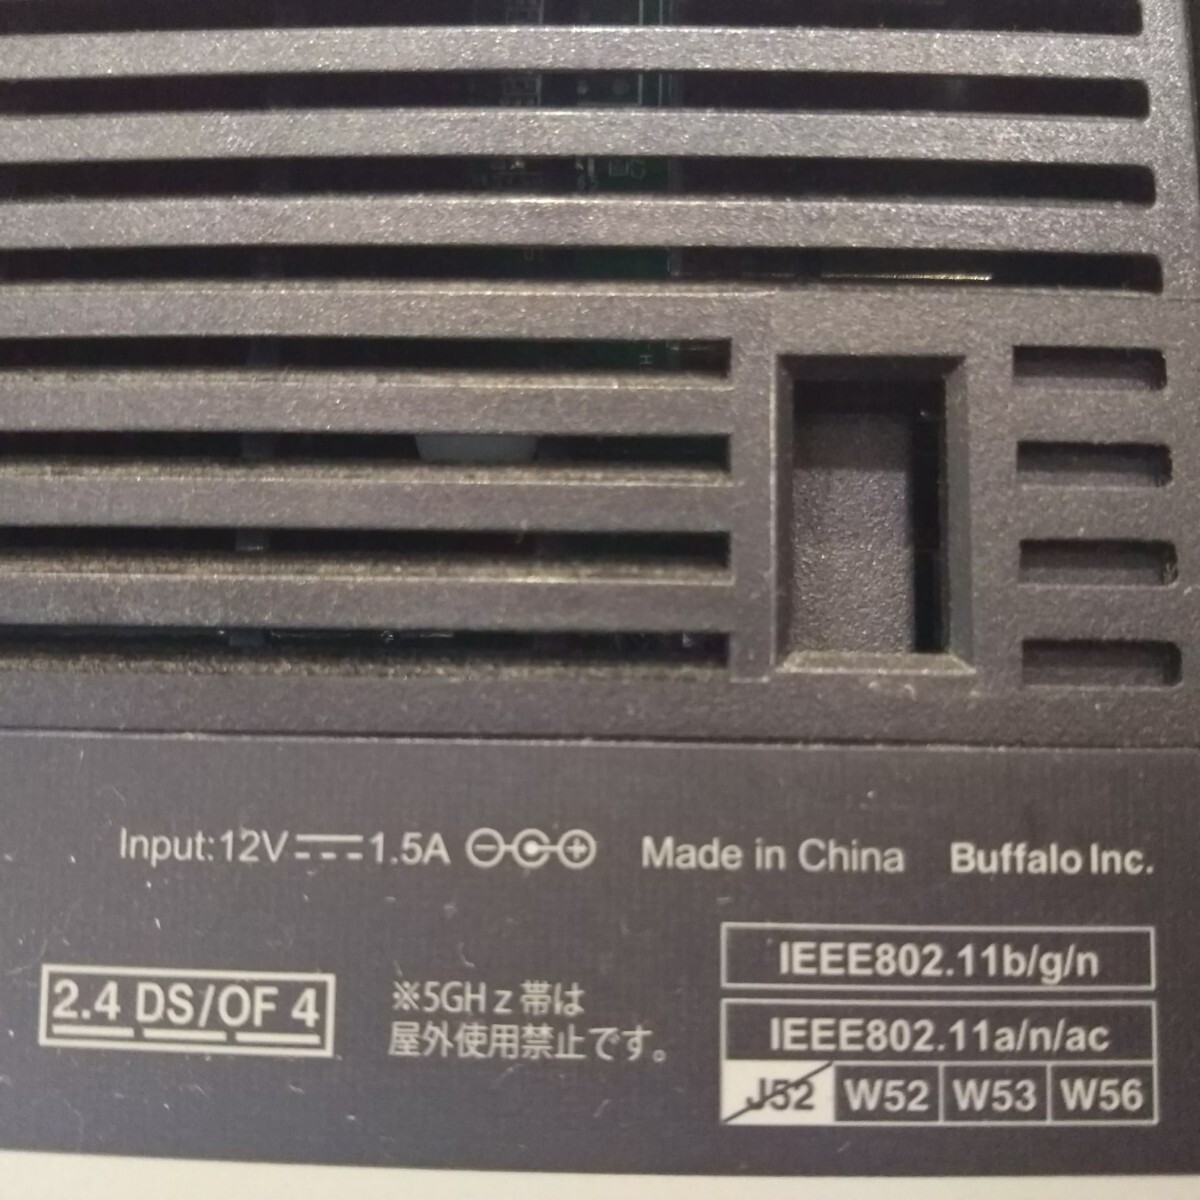 Input:12V⎓1.5A ⊖-⊙-⊕ Made in China Buffalo Inc.
2.4 DS/OF 4
※5GHz帯は
屋外使用禁止です。
IEEE802.11b/g/n
IEEE802.11a/n/ac
J52 W52 W53 W56